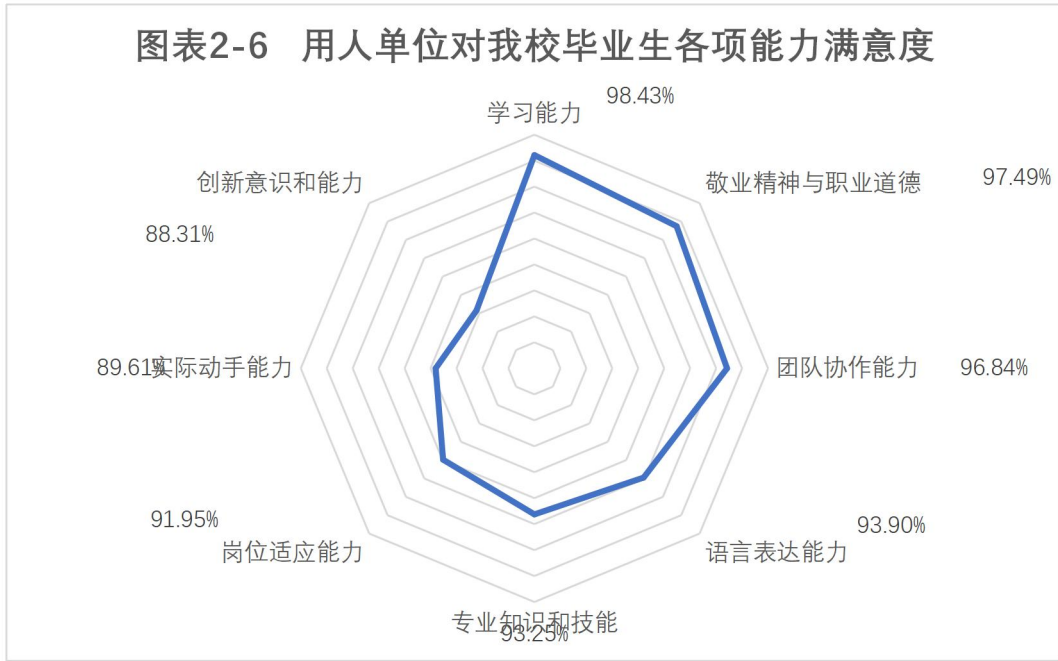 图表2-6 用人单位对我校毕业生各项能力满意度
学习能力
98.43%
敬业精神与职业道德
97.49%
团队协作能力
96.84%
语言表达能力
93.90%
专业知识和技能
93.25%
岗位适应能力
91.95%
实际动手能力
89.61%
创新意识和能力
88.31%